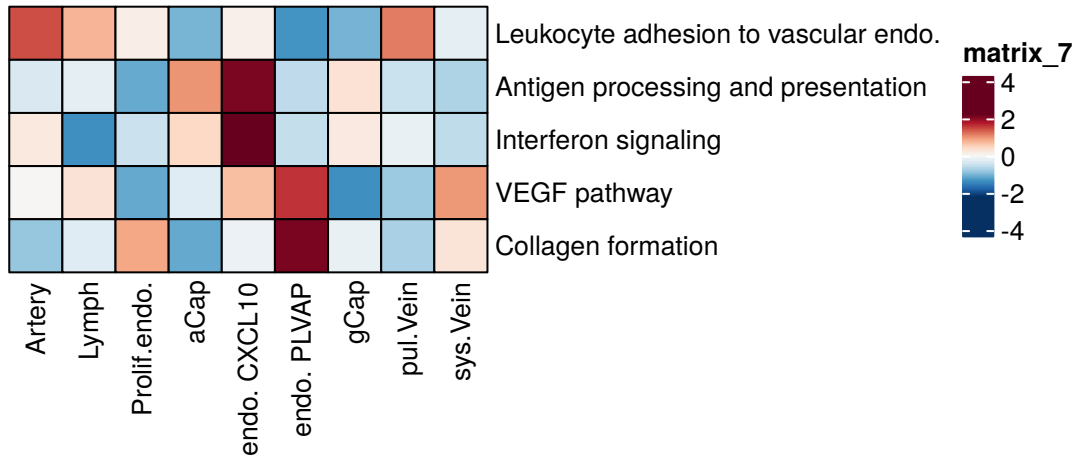 Leukocyte adhesion to vascular endo.
Antigen processing and presentation
Interferon signaling
VEGF pathway
Collagen formation
matrix_7
4
2
0
-2
-4
Artery
Lymph
Prolif.endo.
aCap
endo. CXCL10
endo. PLVAP
gCap
pul.Vein
sys.Vein